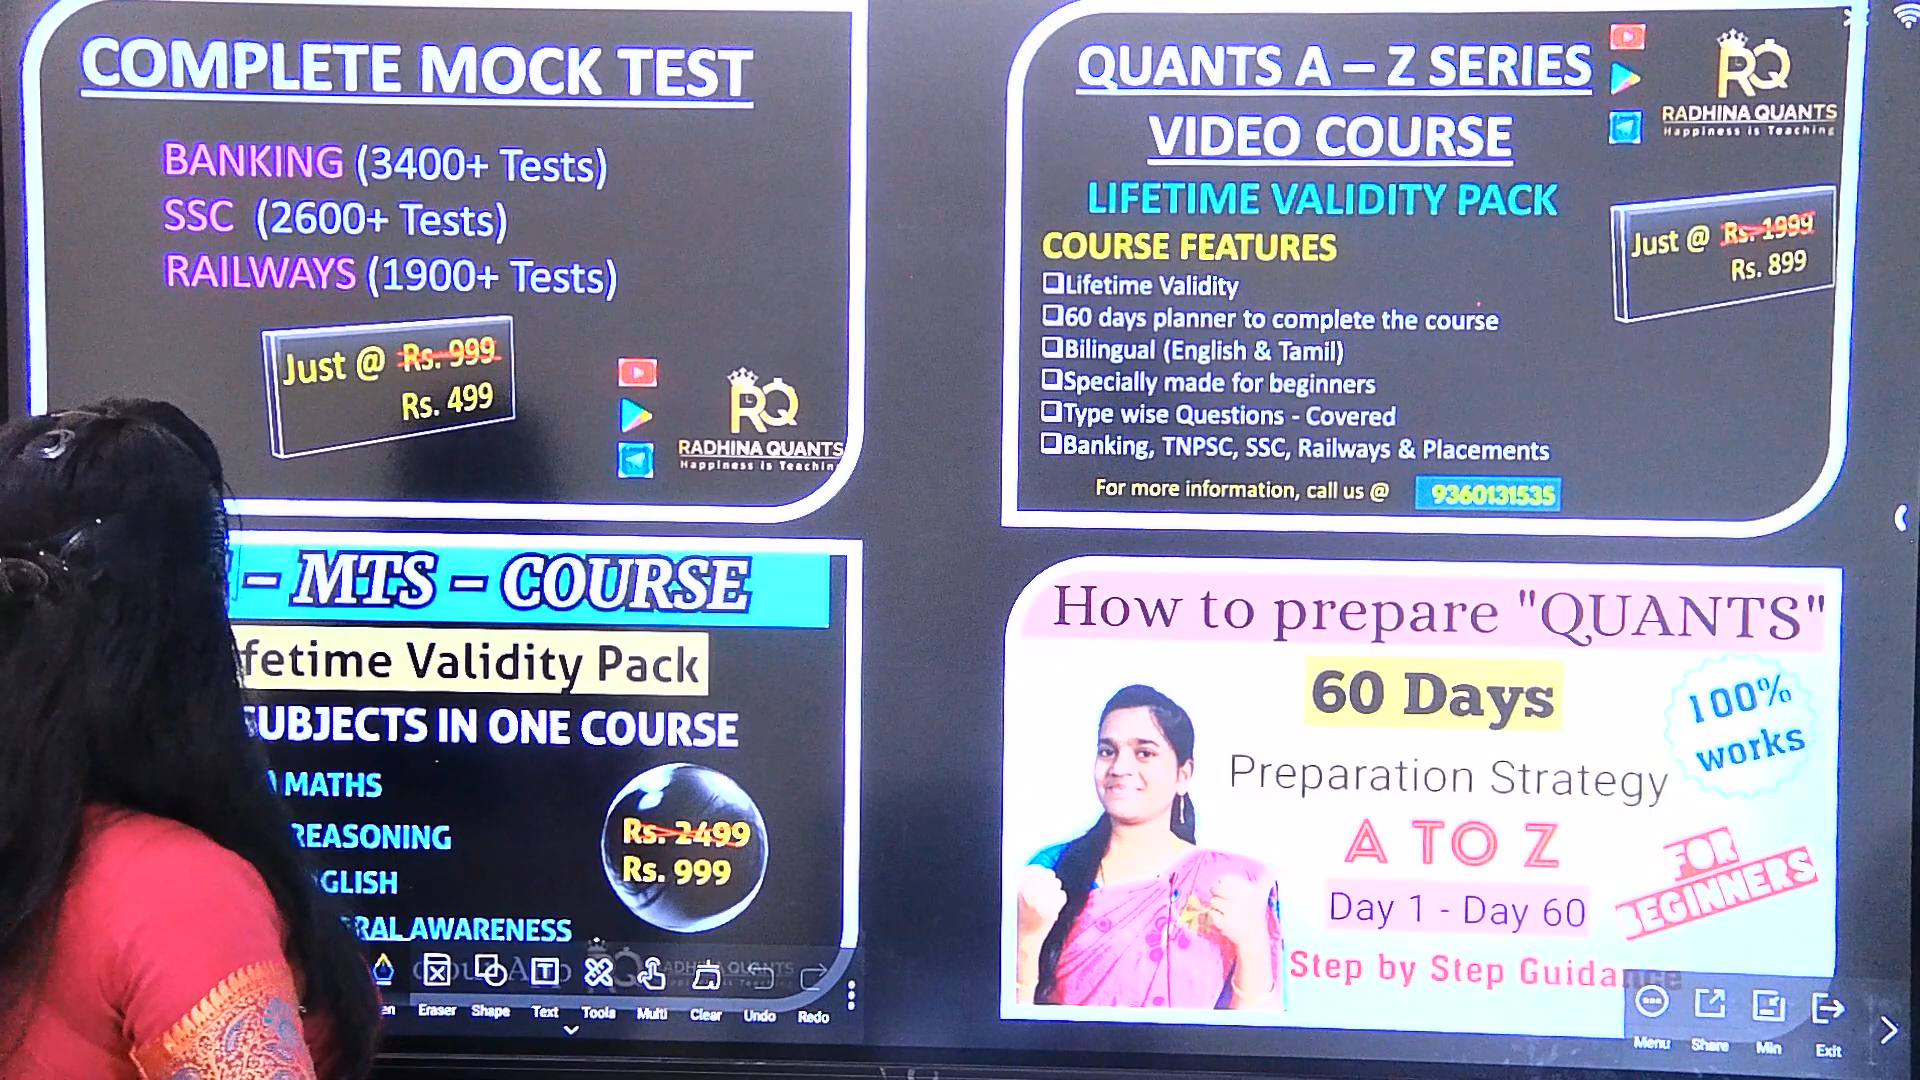 COMPLETE MOCK TEST
BANKING (3400+ Tests)
SSC (2600+ Tests)
RAILWAYS (1900+ Tests)
Just @ Rs. 999
Rs. 499
RADHINA QUANTS
Happiness is Teachin
QUANTS A – Z SERIES
VIDEO COURSE
LIFETIME VALIDITY PACK
COURSE FEATURES
❑Lifetime Validity
❑60 days planner to complete the course
❑Bilingual (English & Tamil)
❑Specially made for beginners
❑Type wise Questions - Covered
❑Banking, TNPSC, SSC, Railways & Placements
For more information, call us @ 9360131535
RADHINA QUANTS
Happiness is Teaching
Just @ Rs. 1999
Rs. 899
– MTS – COURSE
fetime Validity Pack
SUBJECTS IN ONE COURSE
MATHS
REASONING
GLISH
RAL AWARENESS
Rs. 2499
Rs. 999
RADHINA QUANTS
en Eraser Shape Text Tools Multi Clear Undo Redo
How to prepare "QUANTS"
60 Days
Preparation Strategy
A TO Z
Day 1 - Day 60
Step by Step Guidance
100%
works
FOR
BEGINNERS
Menu Share Min Exit